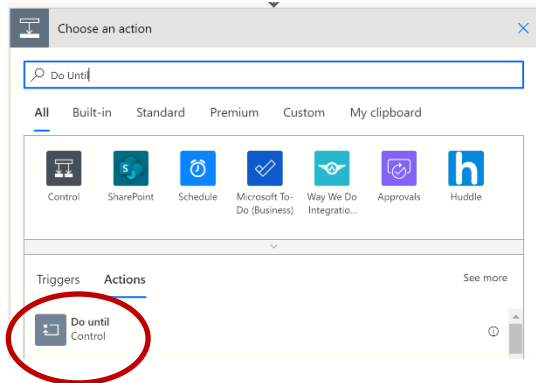 Choose an action
Do Until
All Built-in Standard Premium Custom My clipboard
S
h
Control SharePoint Schedule Microsoft To-Do (Business) Way We Do Integratio... Approvals Huddle
Triggers Actions See more
Do until
Control